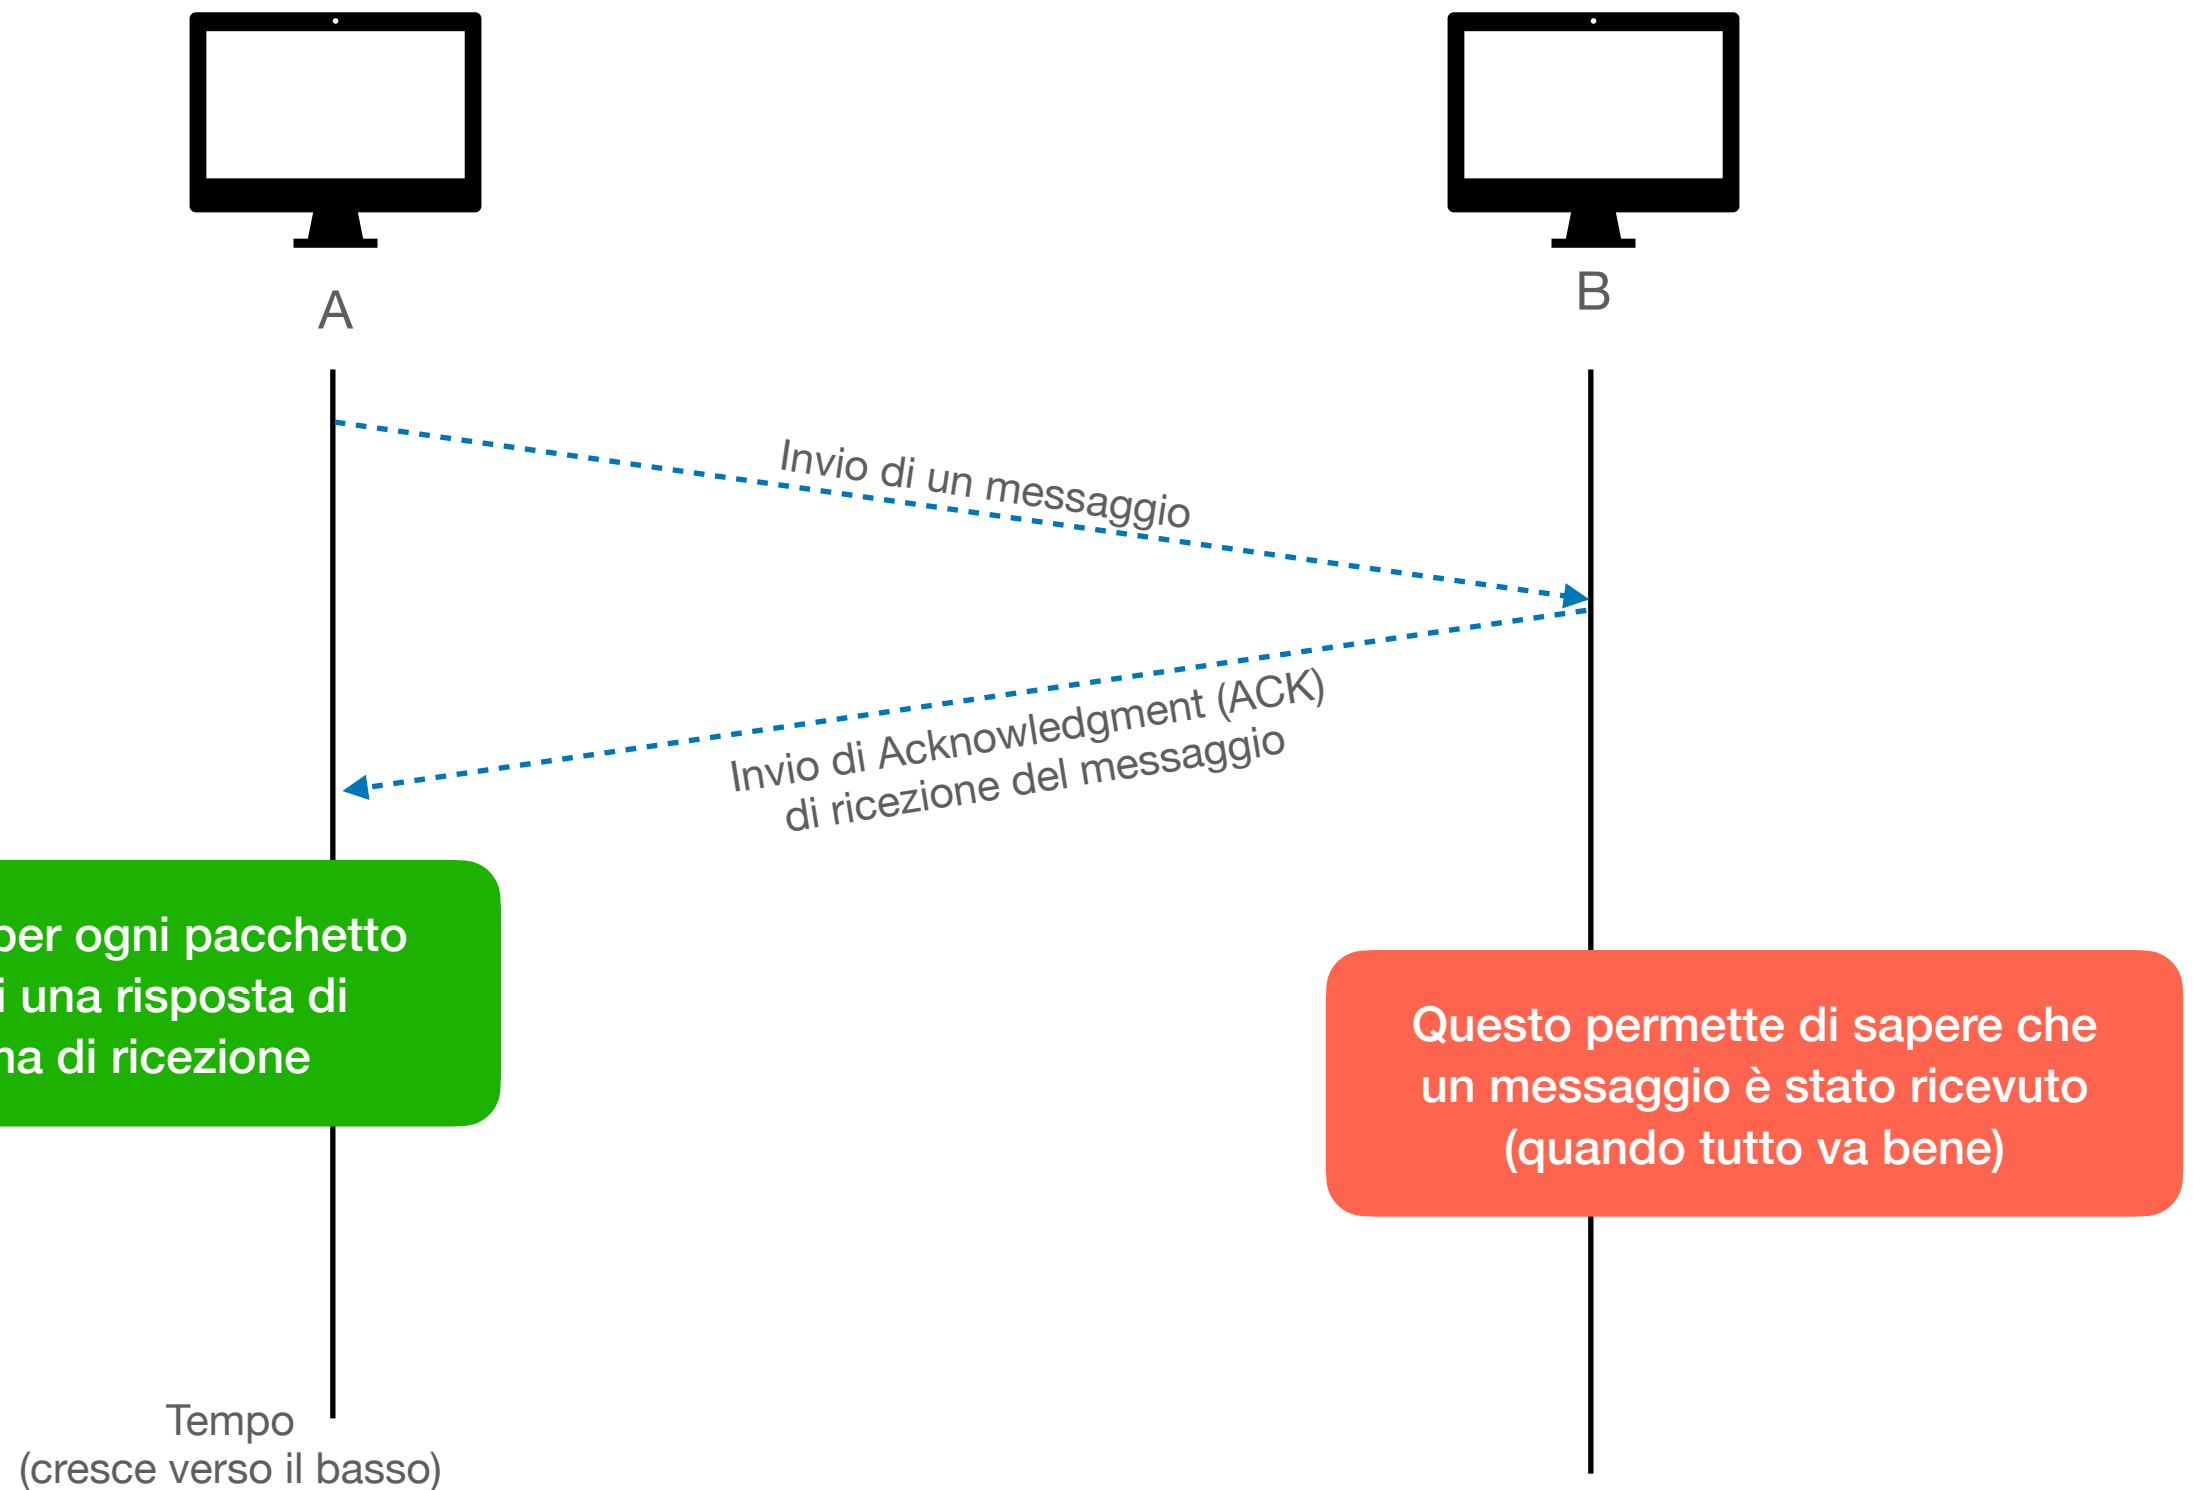 A
B
Invio di un messaggio
Invio di Acknowledgment (ACK)
di ricezione del messaggio
per ogni pacchetto
una risposta di
di ricezione
Questo permette di sapere che
un messaggio è stato ricevuto
(quando tutto va bene)
Tempo
(cresce verso il basso)